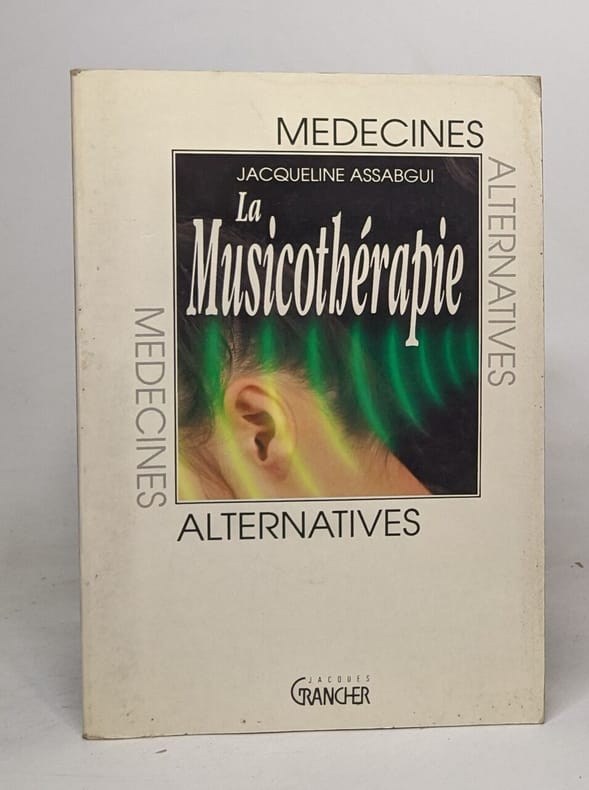 MEDECINES
ALTERNATIVES
JACQUELINE ASSABGUI
La
Musicothérapie
MEDECINES
ALTERNATIVES
JACQUES
GRANCHER